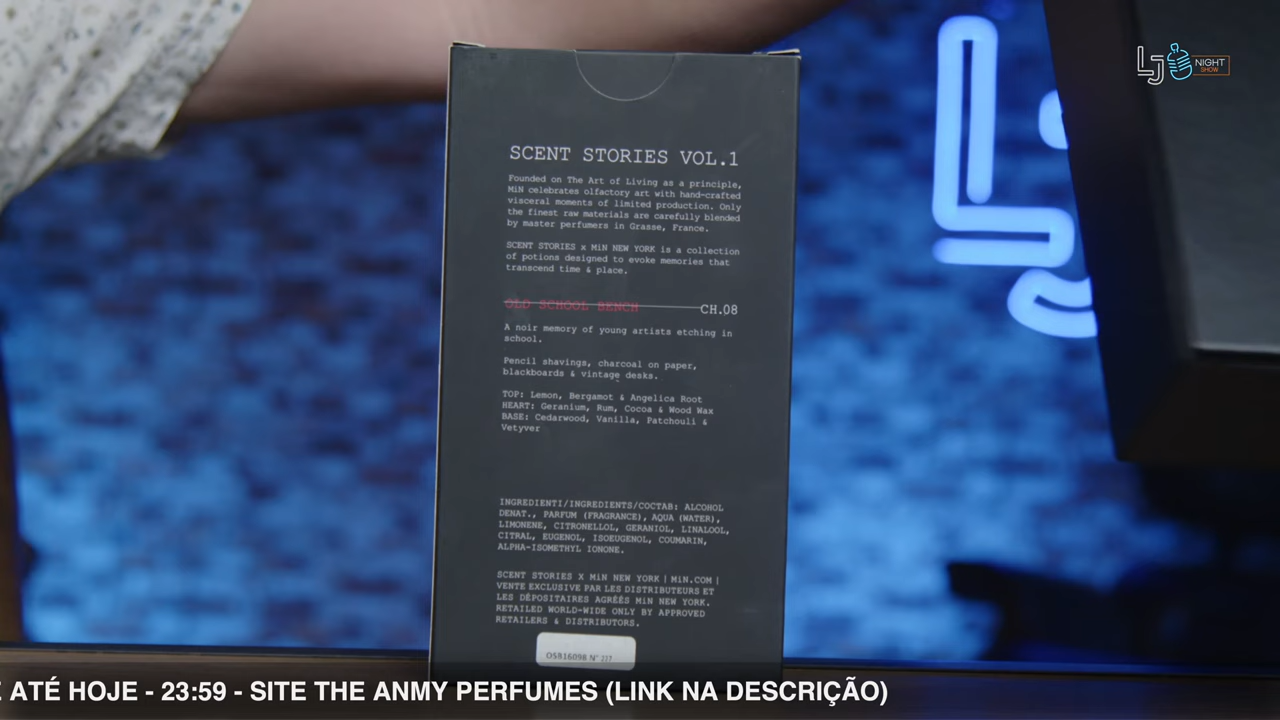 LJ NIGHT
SHOW
SCENT STORIES VOL.1
Founded on The Art of Living as a principle,
MiN celebrates olfactory art with hand-crafted
visceral moments of limited production. Only
the finest raw materials are carefully blended
by master perfumers in Grasse, France.
SCENT STORIES x MiN NEW YORK is a collection
of potions designed to evoke memories that
transcend time & place.
OLD SCHOOL BENCH CH.08
A noir memory of young artists etching in
school.
Pencil shavings, charcoal on paper,
blackboards & vintage desks.
TOP: Lemon, Bergamot & Angelica Root
HEART: Geranium, Rum, Cocoa & Wood Wax
BASE: Cedarwood, Vanilla, Patchouli &
Vetyver
INGREDIENTI/INGREDIENTS/COCTAB: ALCOHOL
DENAT., PARFUM (FRAGRANCE), AQUA (WATER),
LIMONENE, CITRONELLOL, GERANIOL, LINALOOL,
CITRAL, EUGENOL, ISOEUGENOL, COUMARIN,
ALPHA-ISOMETHYL IONONE.
SCENT STORIES X MiN NEW YORK | MiN.COM |
VENTE EXCLUSIVE PAR LES DISTRIBUTEURS ET
LES DÉPOSITAIRES AGRÉÉS MiN NEW YORK.
RETAILED WORLD-WIDE ONLY BY APPROVED
RETAILERS & DISTRIBUTORS.
OSB16098 N°
ATÉ HOJE - 23:59 - SITE THE ANMY PERFUMES (LINK NA DESCRIÇÃO)